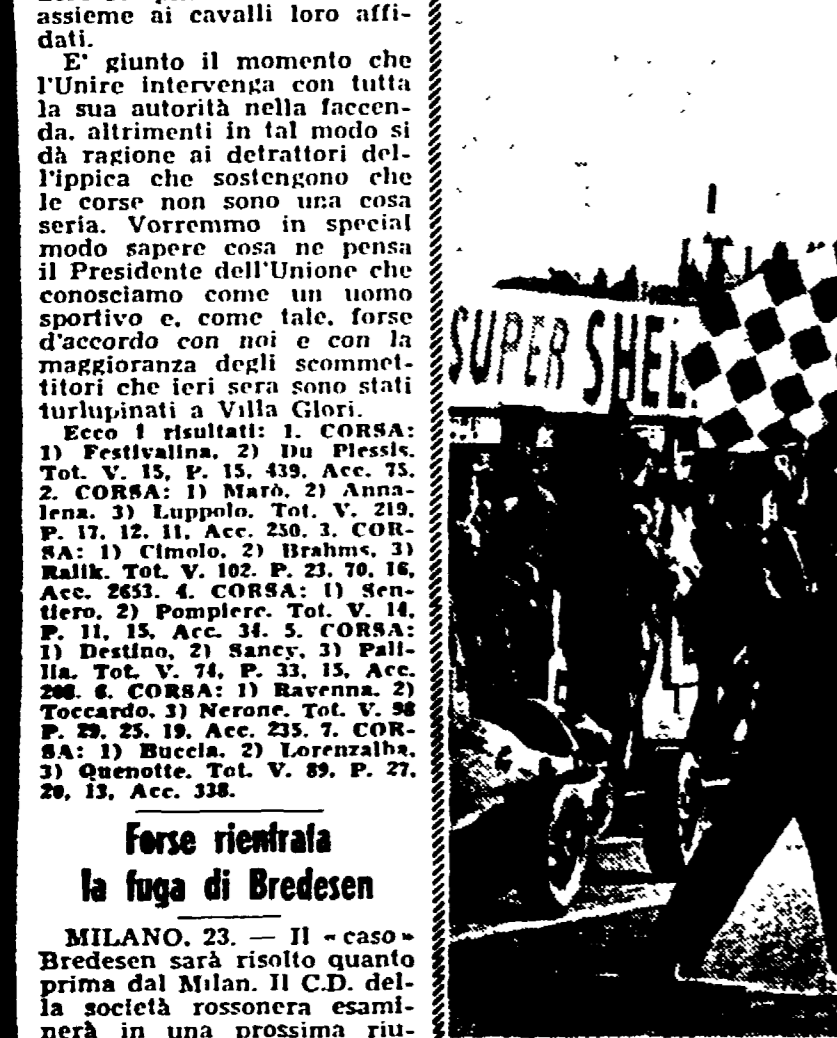 assieme ai cavalli loro affi-
dati.
E' giunto il momento che
l'Unire intervenga con tutta
la sua autorità nella faccen-
da. altrimenti in tal modo si
dà ragione ai detrattori del-
l'ippica che sostengono che
le corse non sono una cosa
seria. Vorremmo in special
modo sapere cosa ne pensa
il Presidente dell'Unione che
conosciamo come un uomo
sportivo e, come tale, forse
d'accordo con noi e con la
maggioranza degli scommet-
titori che ieri sera sono stati
turlupinati a Villa Glori.
Ecco i risultati: 1. CORSA:
1) Festivalina, 2) Du Plessis.
Tot. V. 15, P. 15, 439, Acc. 75.
2. CORSA: 1) Marò, 2) Anna-
lena. 3) Luppolo. Tot. V. 219,
P. 17, 12, 11, Acc. 250. 3. COR-
SA: 1) Cimolo, 2) Brahms, 3)
Ralik. Tot. V. 102. P. 23, 70, 16,
Acc. 2653. 4. CORSA: 1) Sen-
tiero, 2) Pompiere. Tot. V. 14,
P. 11, 15, Acc. 34. 5. CORSA:
1) Destino, 2) Sancy, 3) Pali-
lia. Tot. V. 74, P. 33, 15, Acc.
208. 6. CORSA: 1) Ravenna. 2)
Toccardo, 3) Nerone. Tot. V. 98
P. 29, 25, 19, Acc. 235. 7. COR-
SA: 1) Buccia, 2) Lorenzalba,
3) Quenotte. Tot. V. 89, P. 27,
20, 13, Acc. 338.
Forse rientrata
la fuga di Bredesen
MILANO, 23. — Il « caso »
Bredesen sarà risolto quanto
prima dal Milan. Il C.D. del-
la società rossonera esami-
nerà in una prossima riu-
SUPER SHEL